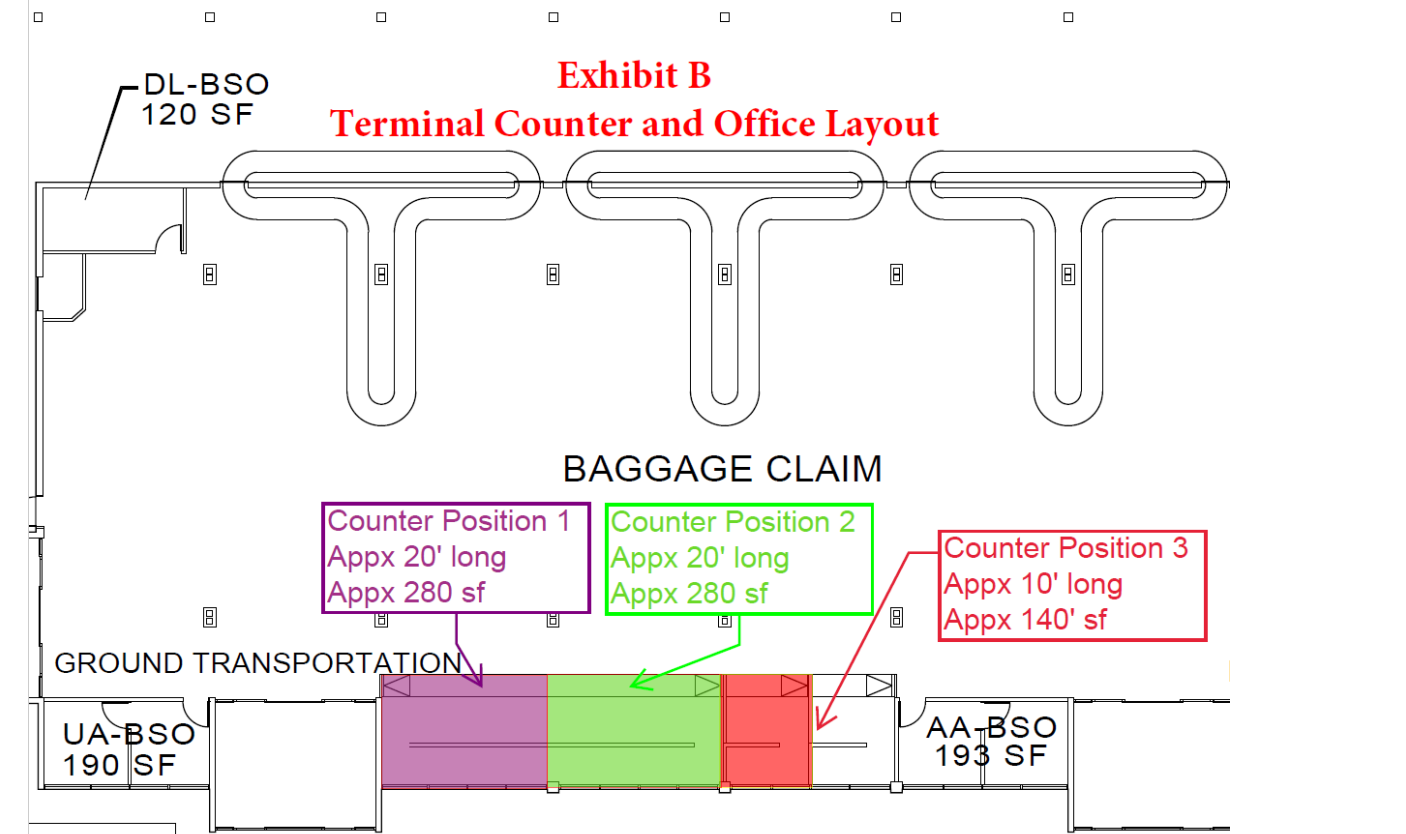 Exhibit B
Terminal Counter and Office Layout
DL-BSO
120 SF
BAGGAGE CLAIM
Counter Position 1
Appx 20' long
Appx 280 sf
Counter Position 2
Appx 20' long
Appx 280 sf
Counter Position 3
Appx 10' long
Appx 140' sf
GROUND TRANSPORTATION
UA-BSO
190 SF
AA-BSO
193 SF